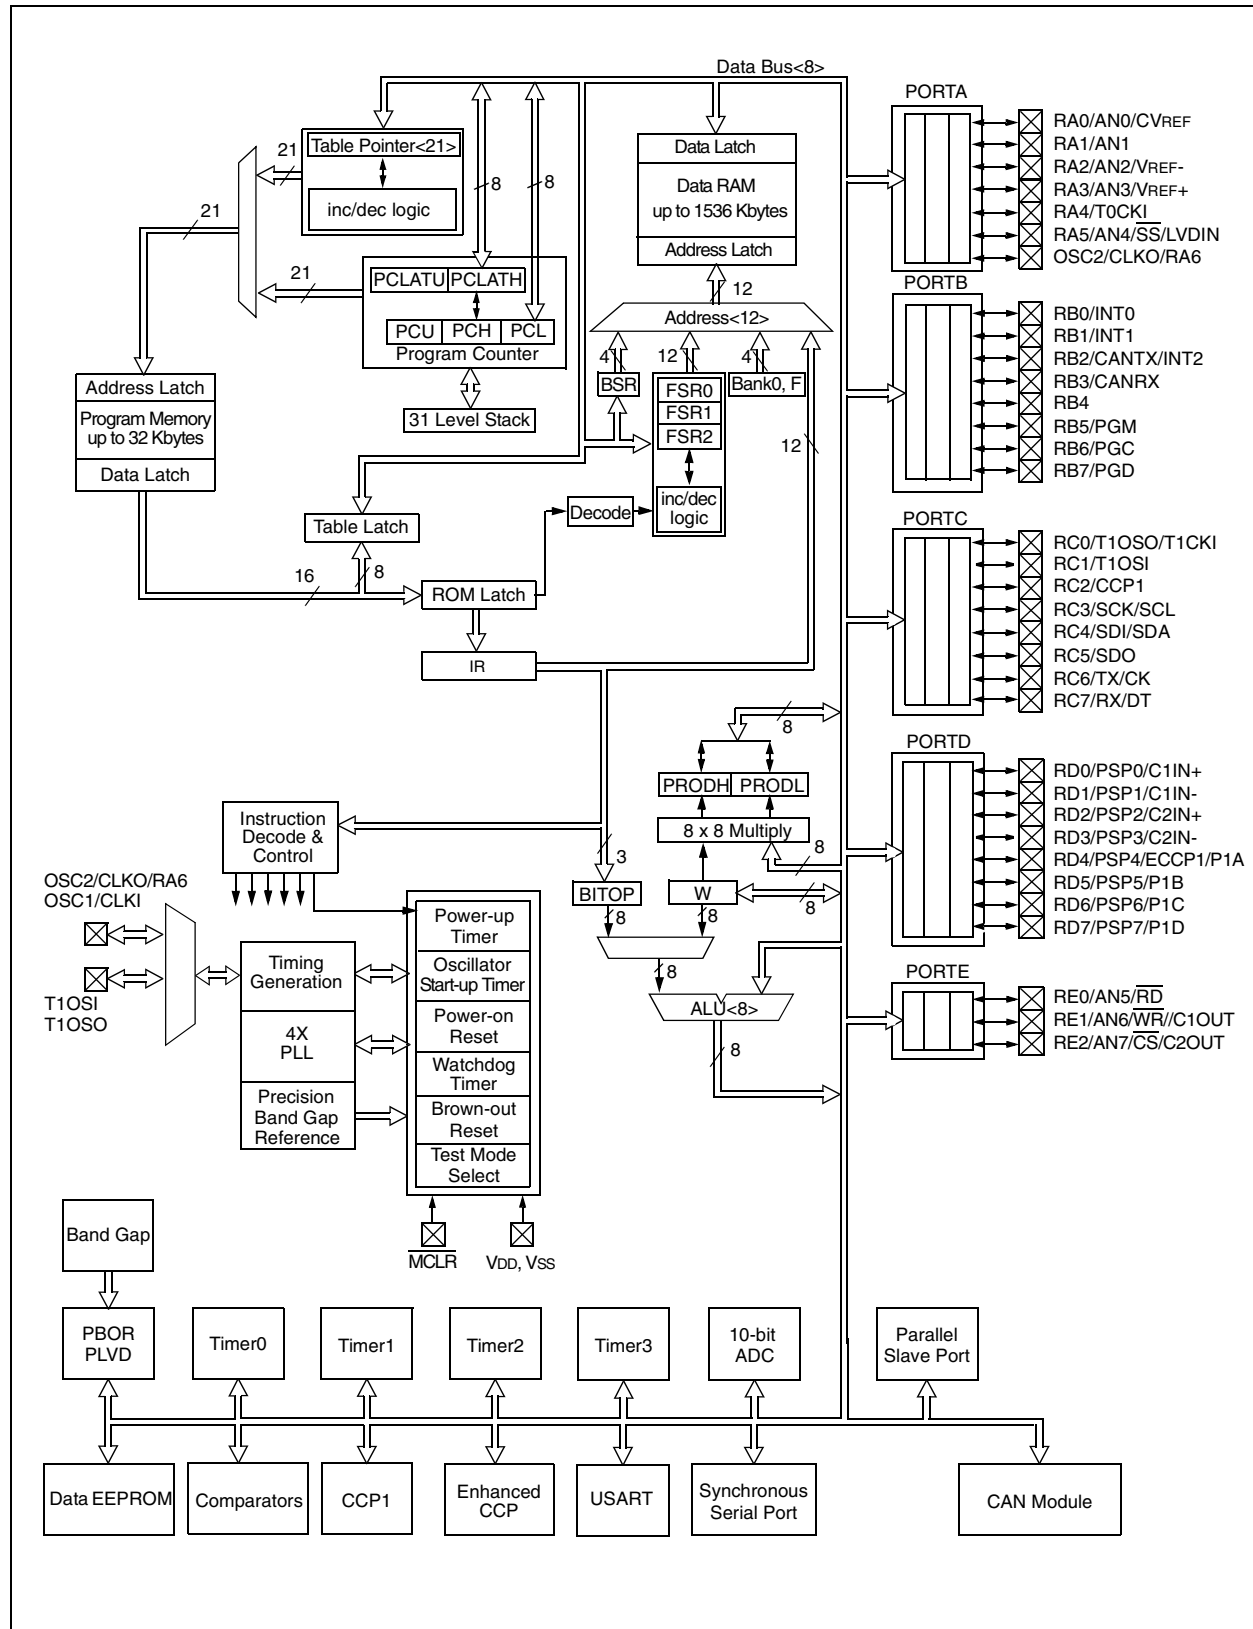 Data Bus<8>
PORTA
RA0/AN0/CVREF
RA1/AN1
RA2/AN2/VREF-
RA3/AN3/VREF+
RA4/T0CKI
RA5/AN4/SS/LVDIN
OSC2/CLKO/RA6
Table Pointer<21>
inc/dec logic
21
21
8
8
Data Latch
Data RAM
up to 1536 Kbytes
Address Latch
21
PCLATU
PCLATH
PCU
PCH
PCL
Program Counter
12
Address<12>
4
12
4
BSR
FSR0
FSR1
FSR2
Bank0, F
inc/dec
logic
12
31 Level Stack
Address Latch
Program Memory
up to 32 Kbytes
Data Latch
PORTB
RB0/INT0
RB1/INT1
RB2/CANTX/INT2
RB3/CANRX
RB4
RB5/PGM
RB6/PGC
RB7/PGD
Table Latch
Decode
16
8
ROM Latch
IR
PORTC
RC0/T1OSO/T1CKI
RC1/T1OSI
RC2/CCP1
RC3/SCK/SCL
RC4/SDI/SDA
RC5/SDO
RC6/TX/CK
RC7/RX/DT
8
PRODH
PRODL
8 x 8 Multiply
8
3
BITOP
W
8
8
8
8
ALU<8>
8
PORTD
RD0/PSP0/C1IN+
RD1/PSP1/C1IN-
RD2/PSP2/C2IN+
RD3/PSP3/C2IN-
RD4/PSP4/ECCP1/P1A
RD5/PSP5/P1B
RD6/PSP6/P1C
RD7/PSP7/P1D
PORTE
RE0/AN5/RD
RE1/AN6/WR//C1OUT
RE2/AN7/CS/C2OUT
Instruction
Decode &
Control
OSC2/CLKO/RA6
OSC1/CLKI
T1OSI
T1OSO
Timing
Generation
4X
PLL
Precision
Band Gap
Reference
Power-up
Timer
Oscillator
Start-up Timer
Power-on
Reset
Watchdog
Timer
Brown-out
Reset
Test Mode
Select
MCLR
VDD, VSS
Band Gap
PBOR
PLVD
Timer0
Timer1
Timer2
Timer3
10-bit
ADC
Parallel
Slave Port
Data EEPROM
Comparators
CCP1
Enhanced
CCP
USART
Synchronous
Serial Port
CAN Module